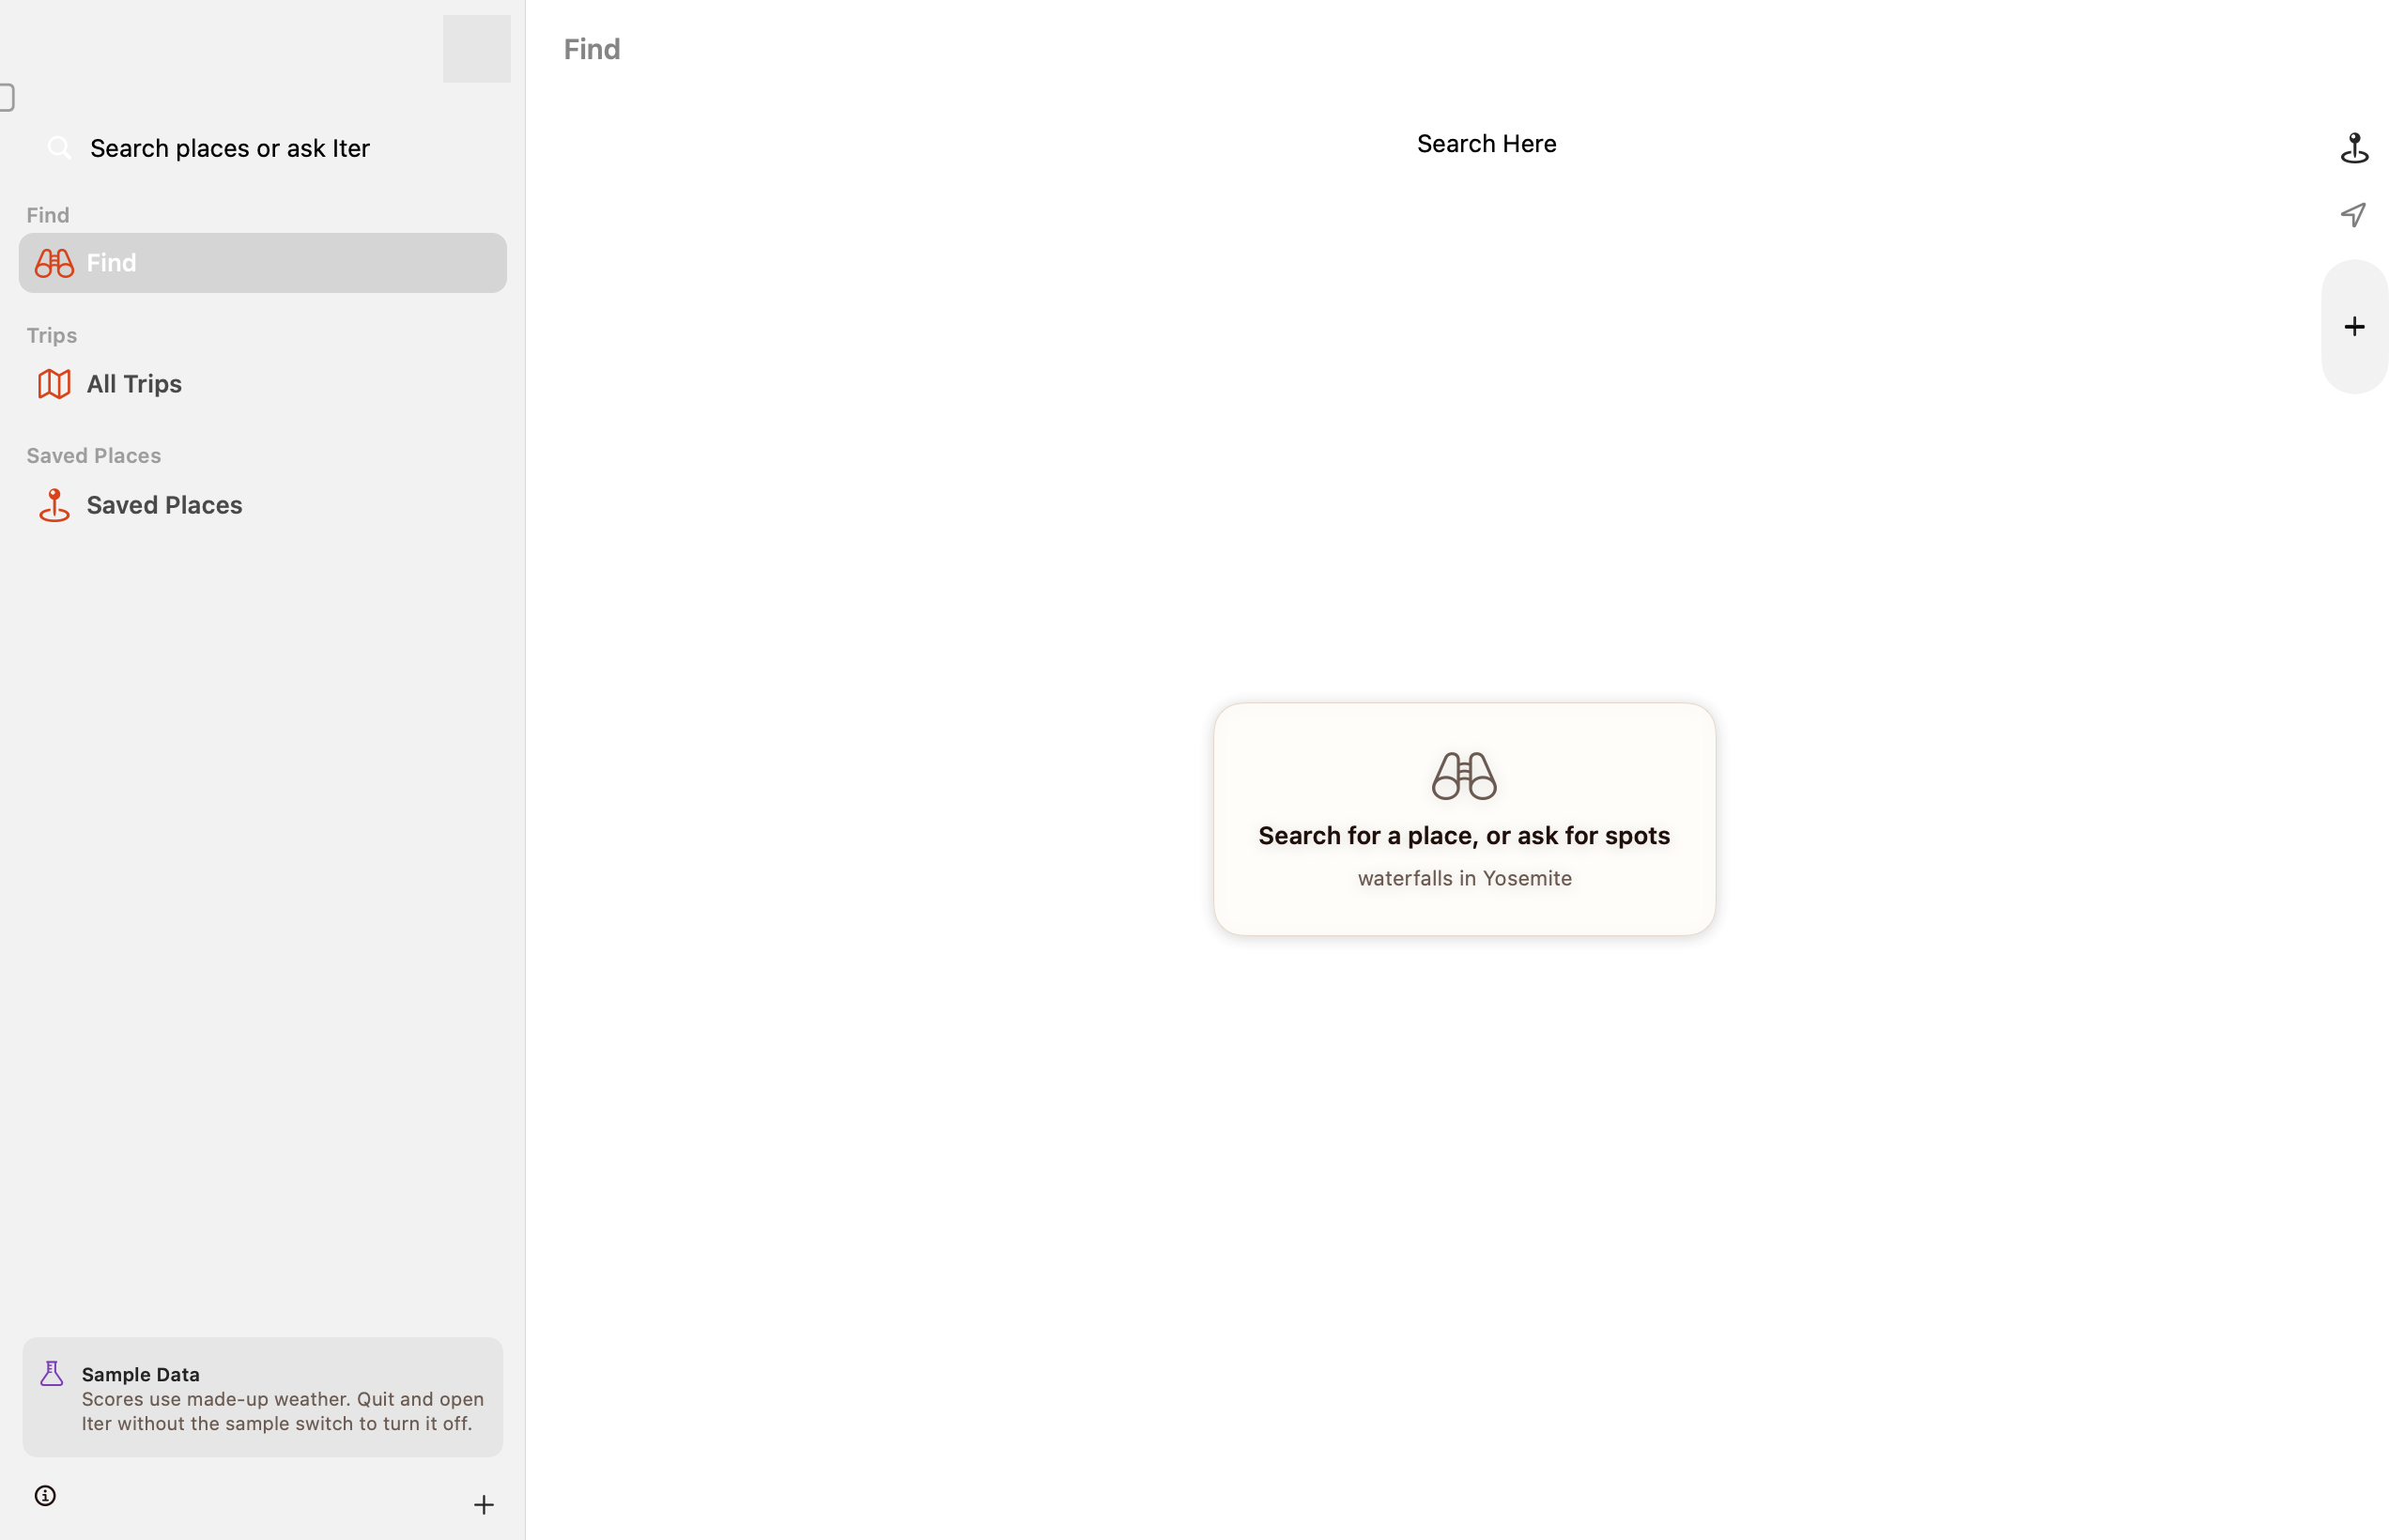 Find
Search places or ask Iter
Find
Find
Trips
All Trips
Saved Places
Saved Places
Search Here
Search for a place, or ask for spots
waterfalls in Yosemite
Sample Data
Scores use made-up weather. Quit and open
Iter without the sample switch to turn it off.